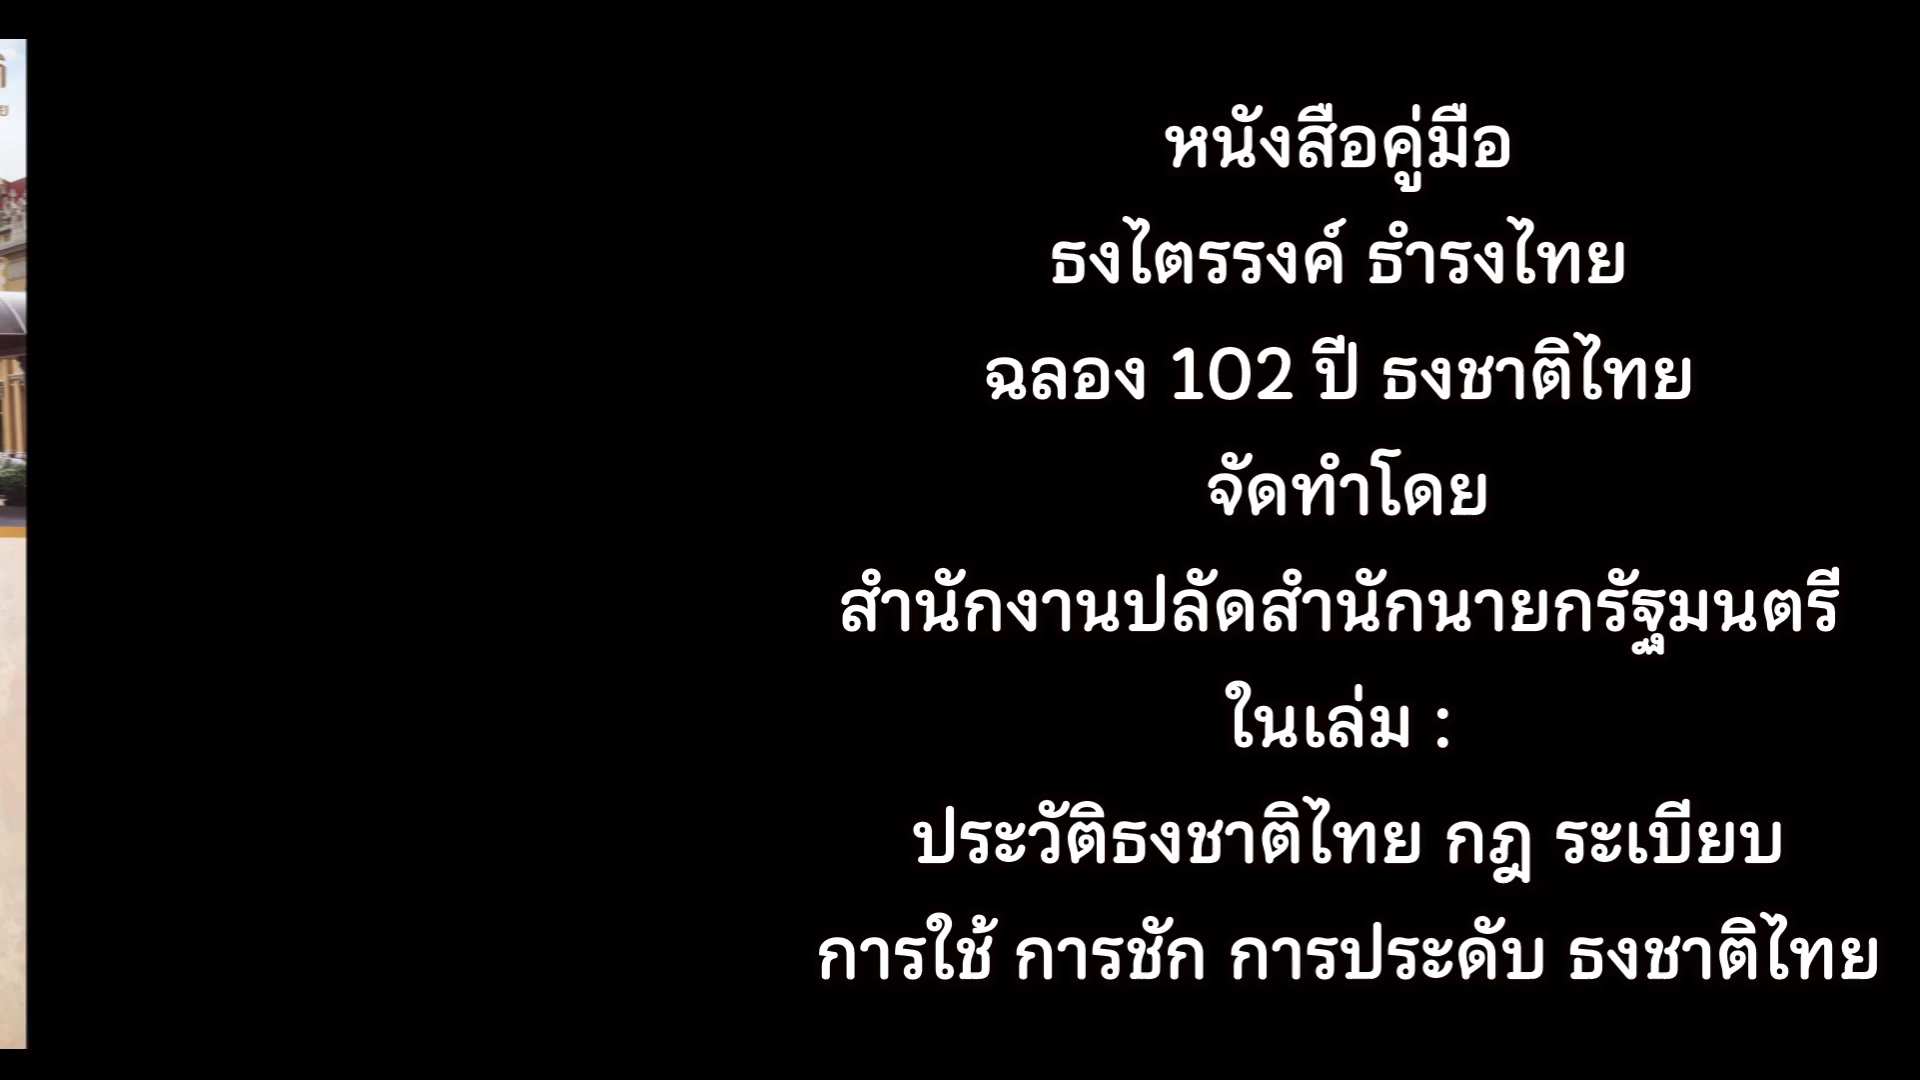 หนังสือคู่มือ
ธงไตรรงค์ ธำรงไทย
ฉลอง 102 ปี ธงชาติไทย
จัดทำโดย
สำนักงานปลัดสำนักนายกรัฐมนตรี
ในเล่ม :
ประวัติธงชาติไทย กฎ ระเบียบ
การใช้ การชัก การประดับ ธงชาติไทย